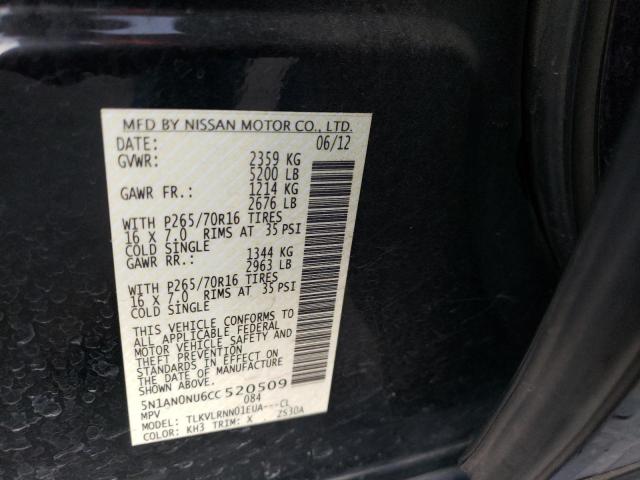 MFD BY NISSAN MOTOR CO., LTD.
DATE: 06/12
GVWR: 2359 KG
5200 LB
GAWR FR.: 1214 KG
2676 LB
WITH P265/70R16 TIRES
16 X 7.0 RIMS AT 35 PSI
COLD SINGLE
GAWR RR.: 1344 KG
2963 LB
WITH P265/70R16 TIRES
16 X 7.0 RIMS AT 35 PSI
COLD SINGLE
THIS VEHICLE CONFORMS TO
ALL APPLICABLE FEDERAL
MOTOR VEHICLE SAFETY AND
THEFT PREVENTION
STANDARDS IN EFFECT ON THE
DATE OF MANUFACTURE
SHOWN ABOVE.
5N1AN0NU6CC520509
MPV 084
MODEL: TLKVLRNN01EUA---CL
COLOR: KH3 TRIM: X ZS30A